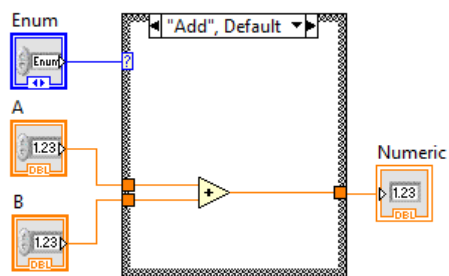 Enum
"Add", Default
Enum
?
A
1.23
DBL
Numeric
1.23
DBL
B
1.23
DBL
+